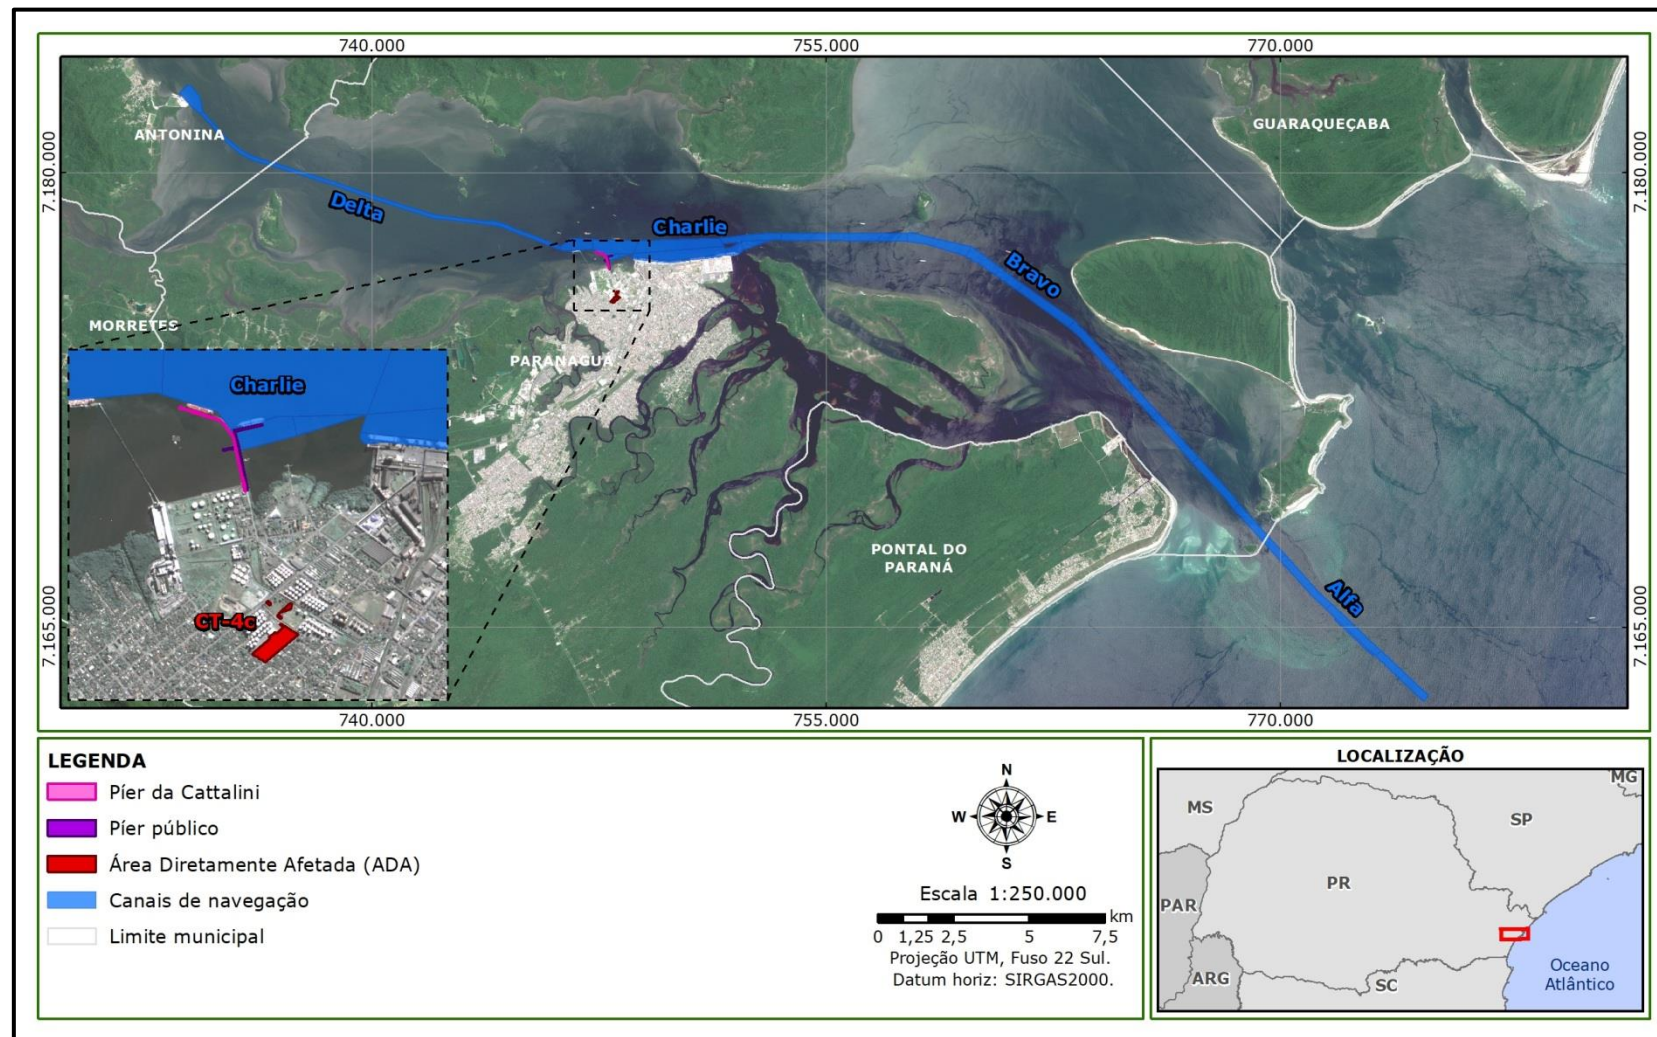 740.000
755.000
770.000
7.180.000
7.180.000
ANTONINA
GUARAQUEÇABA
Delta
Charlie
Bravo
MORRETES
PARANAGUÁ
Charlie
PONTAL DO
PARANÁ
Alfa
CT-4c
7.165.000
7.165.000
740.000
755.000
770.000
LEGENDA
Píer da Cattalini
Píer público
Área Diretamente Afetada (ADA)
Canais de navegação
Limite municipal
N
W
E
S
Escala 1:250.000
km
0 1,25 2,5 5 7,5
Projeção UTM, Fuso 22 Sul.
Datum horiz: SIRGAS2000.
LOCALIZAÇÃO
MG
MS
SP
PR
PAR
ARG
SC
Oceano
Atlântico